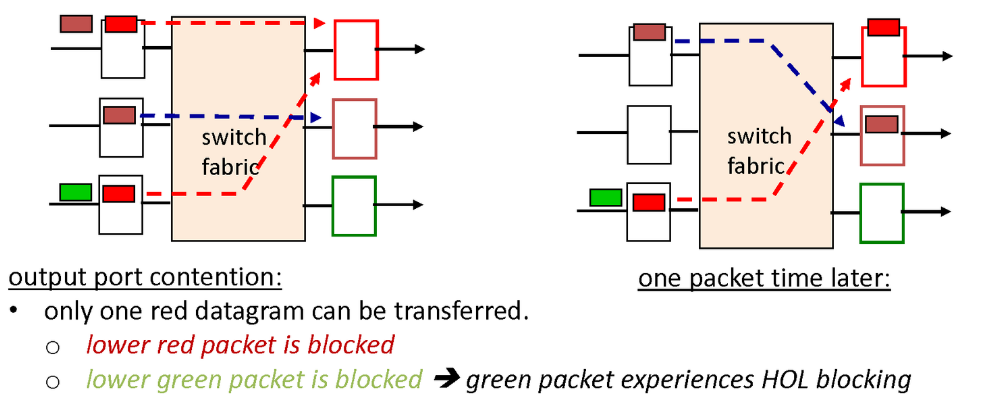 switch
fabric
switch
fabric
output port contention:
one packet time later:
• only one red datagram can be transferred.
o lower red packet is blocked
o lower green packet is blocked ➔ green packet experiences HOL blocking